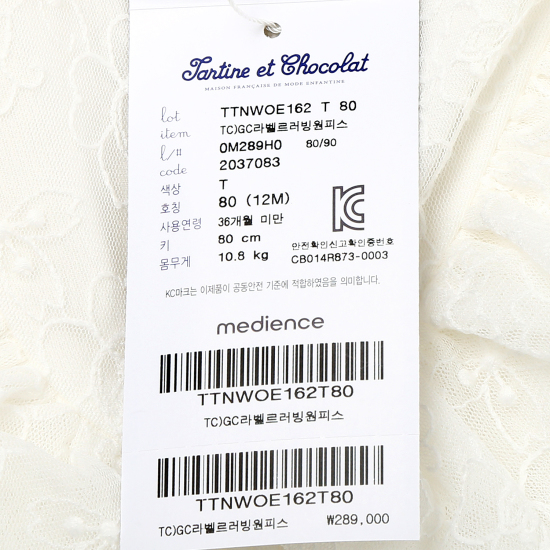 Tartine et Chocolat
MAISON FRANÇAISE DE MODE ENFANTINE
lot TTNWOE162 T 80
item TC)GC라벨르러빙원피스
l/# 0M289H0 80/90
code 2037083
색상 T
호칭 80 (12M)
사용연령 36개월 미만
키 80 cm
몸무게 10.8 kg
KC
안전확인신고확인증번호
CB014R873-0003
KC마크는 이제품이 공동안전 기준에 적합하였음을 의미합니다.
medience
TTNWOE162T80
TC)GC라벨르러빙원피스
TTNWOE162T80
TC)GC라벨르러빙원피스 ₩289,000